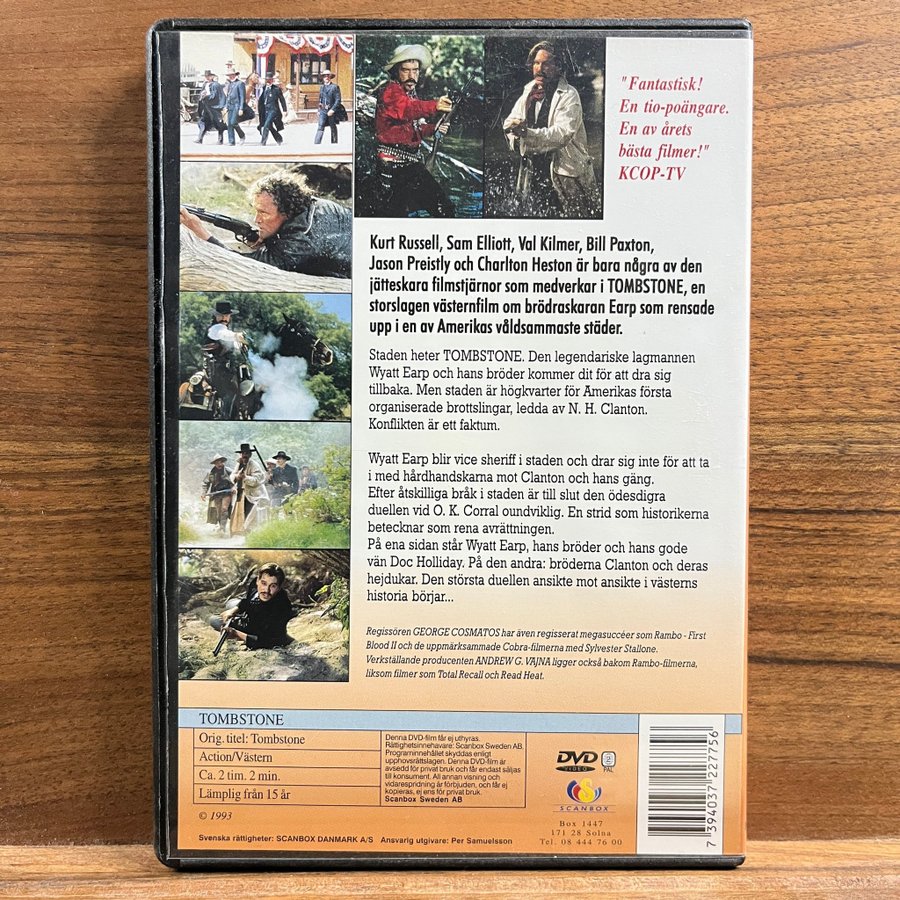 "Fantastisk!
En tio-poängare.
En av årets
bästa filmer!"
KCOP-TV
Kurt Russell, Sam Elliott, Val Kilmer, Bill Paxton,
Jason Preistly och Charlton Heston är bara några av den
jätteskara filmstjärnor som medverkar i TOMBSTONE, en
storslagen västernfilm om brödraskaran Earp som rensade
upp i en av Amerikas våldsammaste städer.
Staden heter TOMBSTONE. Den legendariske lagmannen
Wyatt Earp och hans bröder kommer dit för att dra sig
tillbaka. Men staden är högkvarter för Amerikas första
organiserade brottslingar, ledda av N. H. Clanton.
Konflikten är ett faktum.
Wyatt Earp blir vice sheriff i staden och drar sig inte för att ta
i med hårdhandskarna mot Clanton och hans gäng.
Efter åtskilliga bråk i staden är till slut den ödesdigra
duellen vid O. K. Corral oundviklig. En strid som historikerna
betecknar som rena avrättningen.
På ena sidan står Wyatt Earp, hans bröder och hans gode
vän Doc Holliday. På den andra: bröderna Clanton och deras
hejdukar. Den största duellen ansikte mot ansikte i västerns
historia börjar...
Regissören GEORGE COSMATOS har även regisserat megasuccéer som Rambo - First
Blood II och de uppmärksammade Cobra-filmerna med Sylvester Stallone.
Verkställande producenten ANDREW G. VAJNA ligger också bakom Rambo-filmerna,
liksom filmer som Total Recall och Read Heat.
TOMBSTONE
Orig. titel: Tombstone
Action/Västern
Ca. 2 tim. 2 min.
Lämplig från 15 år
© 1993
Denna DVD-film får ej uthyras.
Rättighetsinnehavare: Scanbox Sweden AB.
Programinnehållet skyddas enligt
upphovsrättslagen. Denna DVD-film är
avsedd för privat bruk och får endast säljas
till konsument. All annan visning och
vidarespridning är förbjuden, och får ej
kopieras, ej ens för privat bruk.
Scanbox Sweden AB
Svenska rättigheter: SCANBOX DANMARK A/S Ansvarig utgivare: Per Samuelsson
DVD
VIDEO
2
PAL
SCANBOX
Box 1447
171 28 Solna
Tel. 08 444 76 00
7 394037 227756